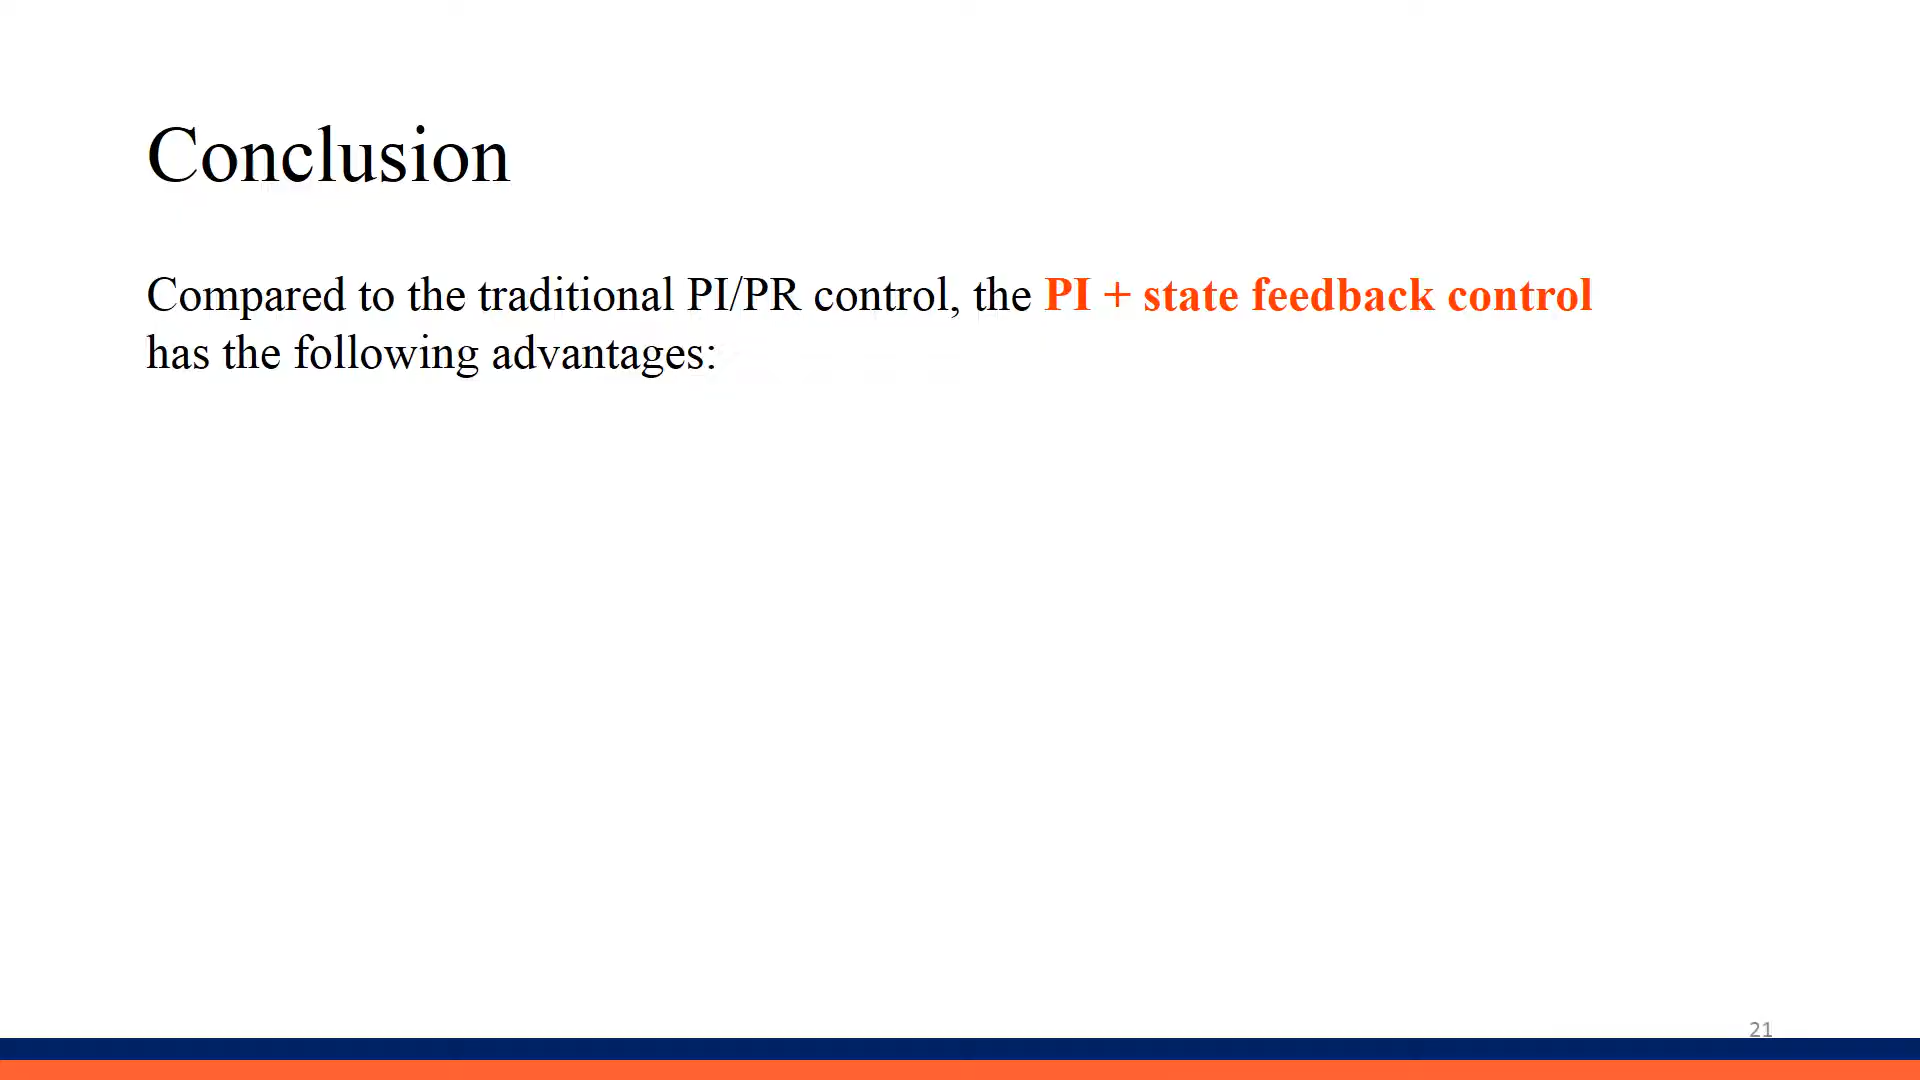 Conclusion
Compared to the traditional PI/PR control, the PI + state feedback control
has the following advantages:
21